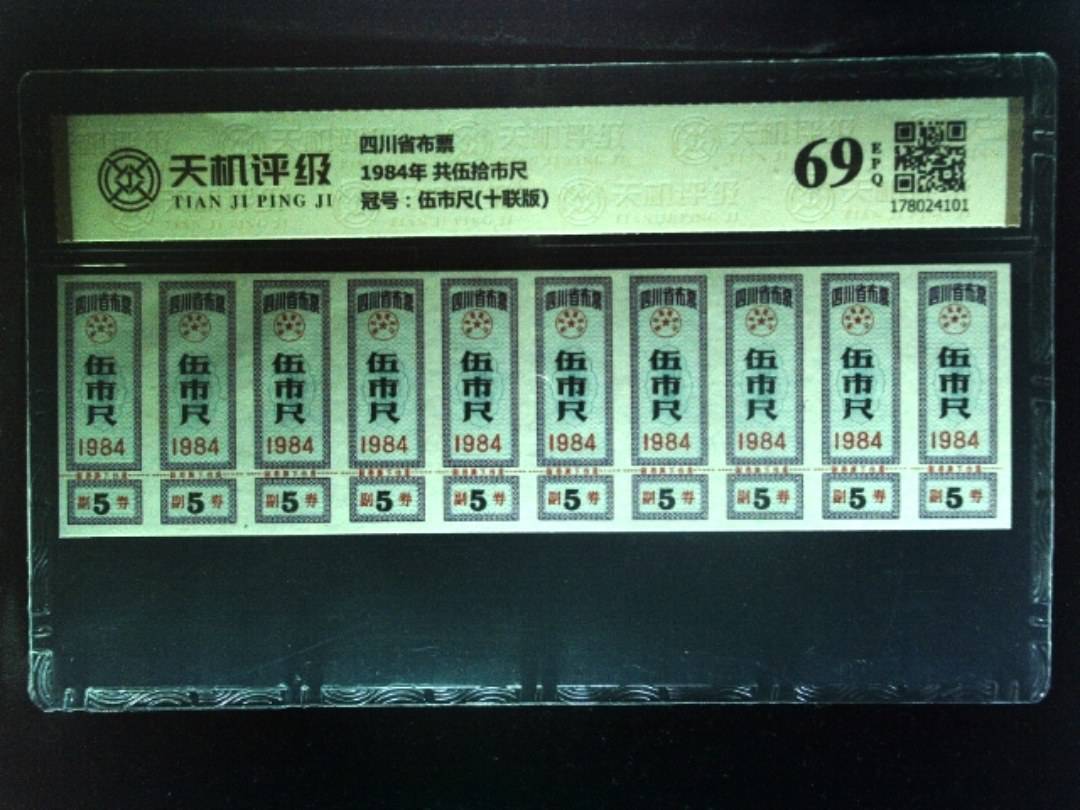 天机评级
TIAN JI PING JI
四川省布票
1984年 共伍拾市尺
冠号：伍市尺(十联版)
69
EPQ
178024101
四川省布票 四川省布票 四川省布票 四川省布票 四川省布票 四川省布票 四川省布票 四川省布票 四川省布票 四川省布票
伍市尺 伍市尺 伍市尺 伍市尺 伍市尺 伍市尺 伍市尺 伍市尺 伍市尺 伍市尺
1984 1984 1984 1984 1984 1984 1984 1984 1984 1984
副5券 副5券 副5券 副5券 副5券 副5券 副5券 副5券 副5券 副5券